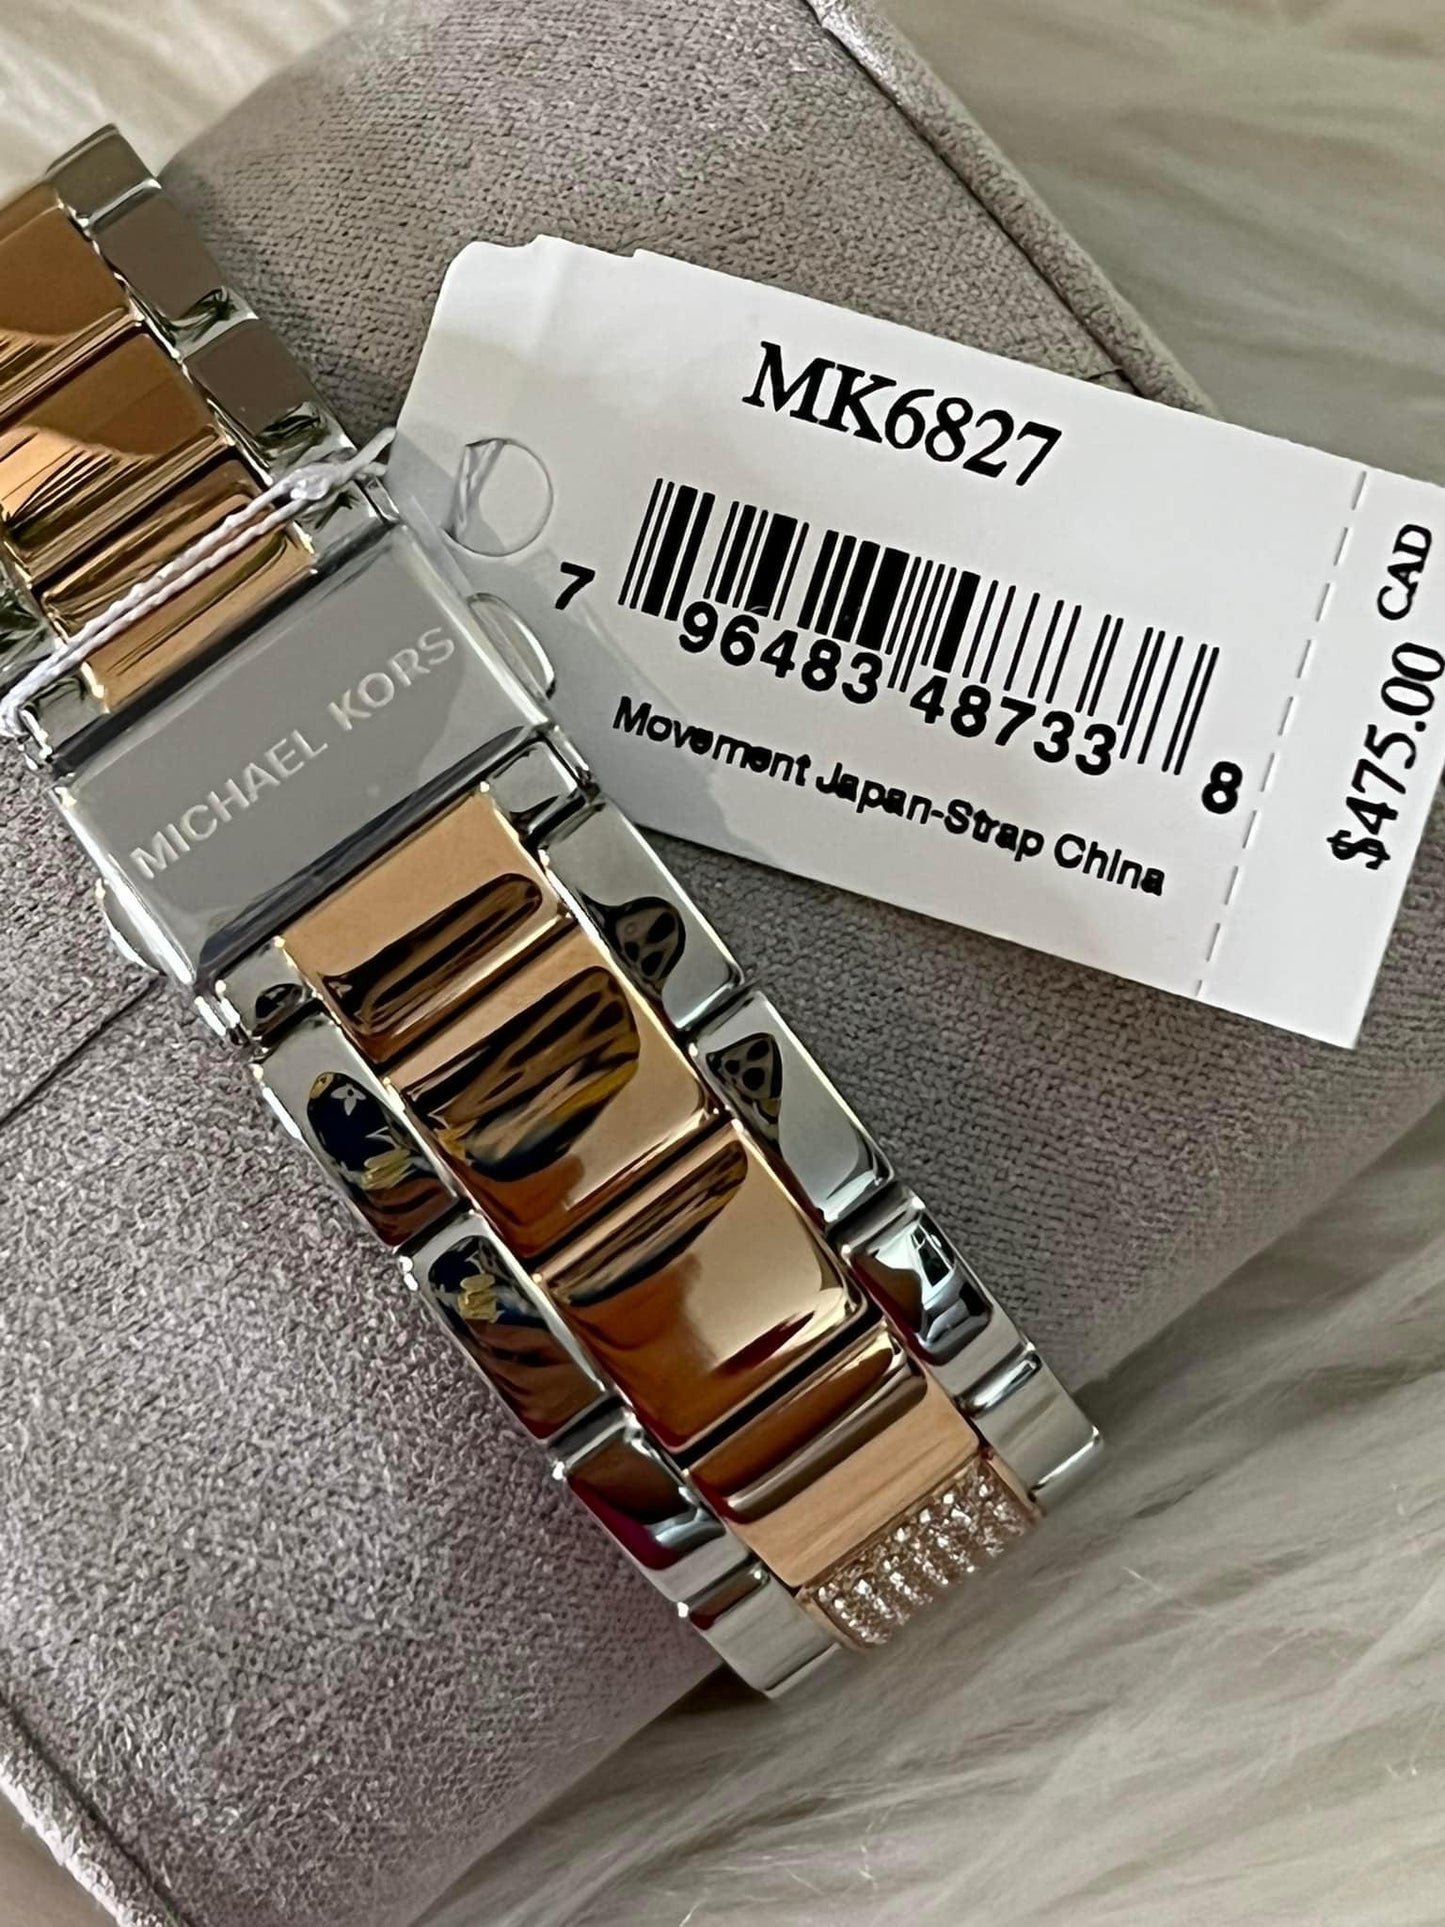 MK6827
7 96483 48733 8
Movement Japan-Strap China
$475.00 CAD
MICHAEL KORS